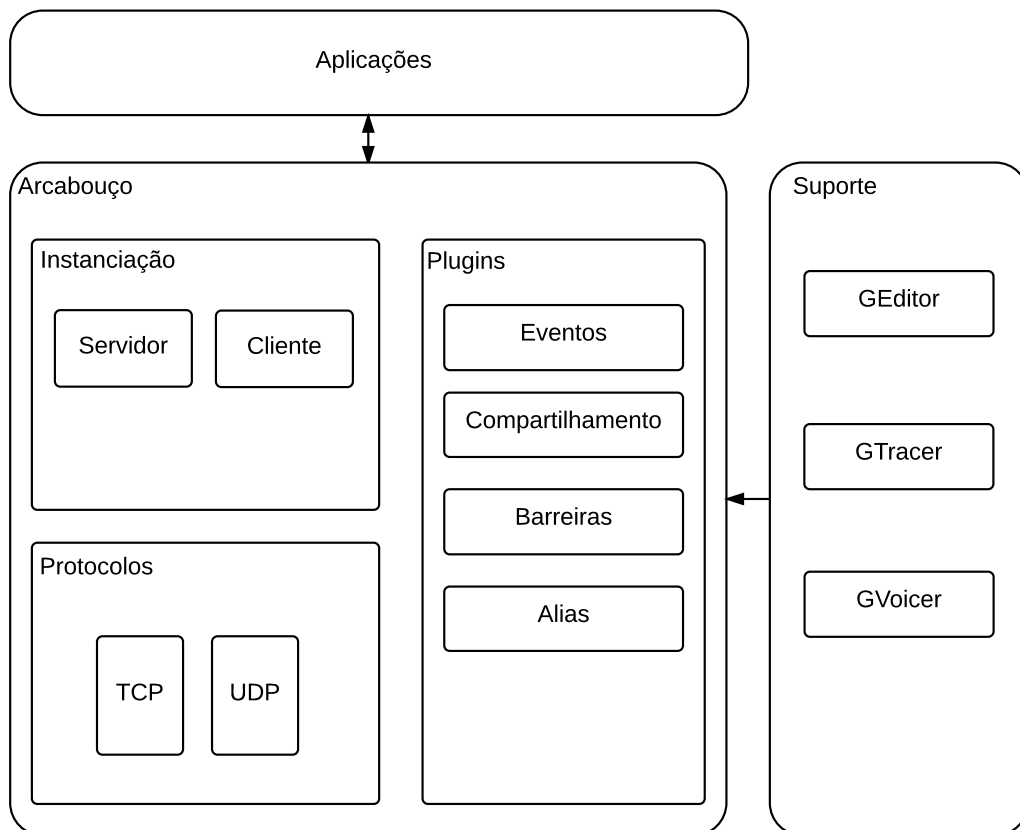 Aplicações
Arcabouço
Instanciação
Servidor
Cliente
Protocolos
TCP
UDP
Plugins
Eventos
Compartilhamento
Barreiras
Alias
Suporte
GEditor
GTracer
GVoicer